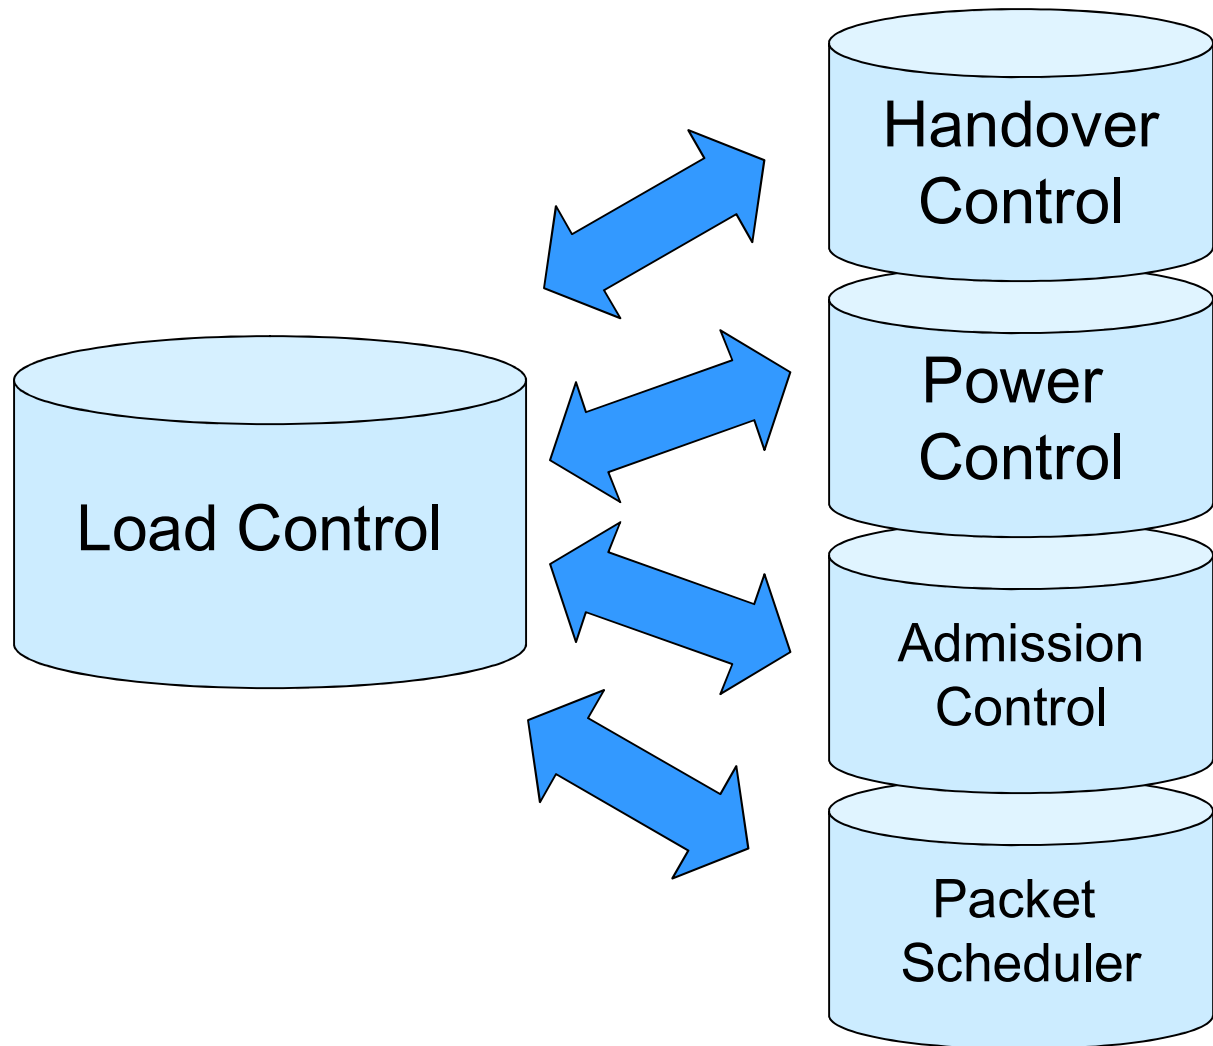 Handover
Control
Power
Control
Load Control
Admission
Control
Packet
Scheduler